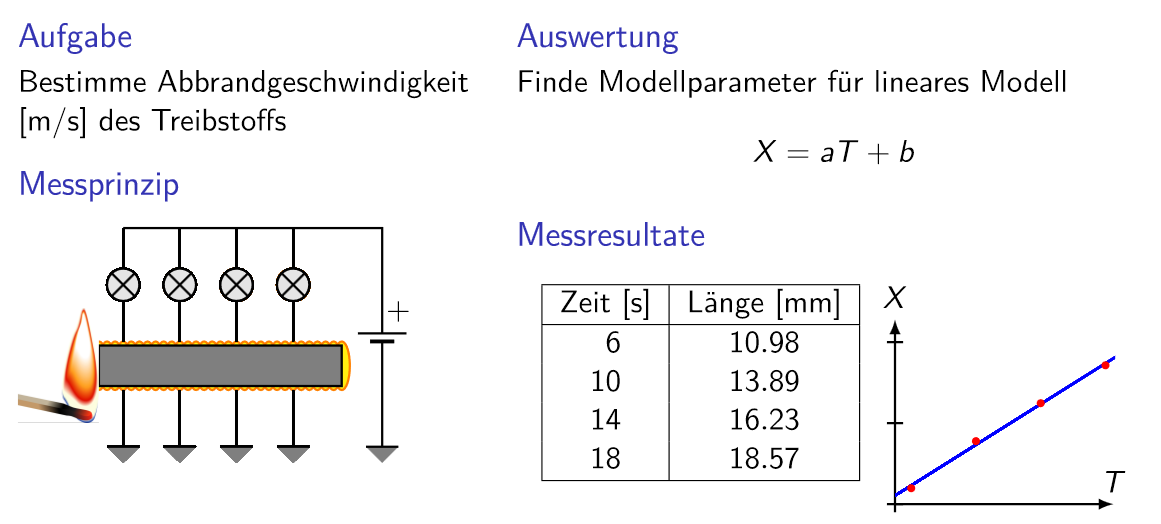 Aufgabe
Bestimme Abbrandgeschwindigkeit
[m/s] des Treibstoffs
Messprinzip
+
Auswertung
Finde Modellparameter für lineares Modell
X = aT + b
Messresultate
Zeit [s] Länge [mm]
6 10.98
10 13.89
14 16.23
18 18.57
X
T